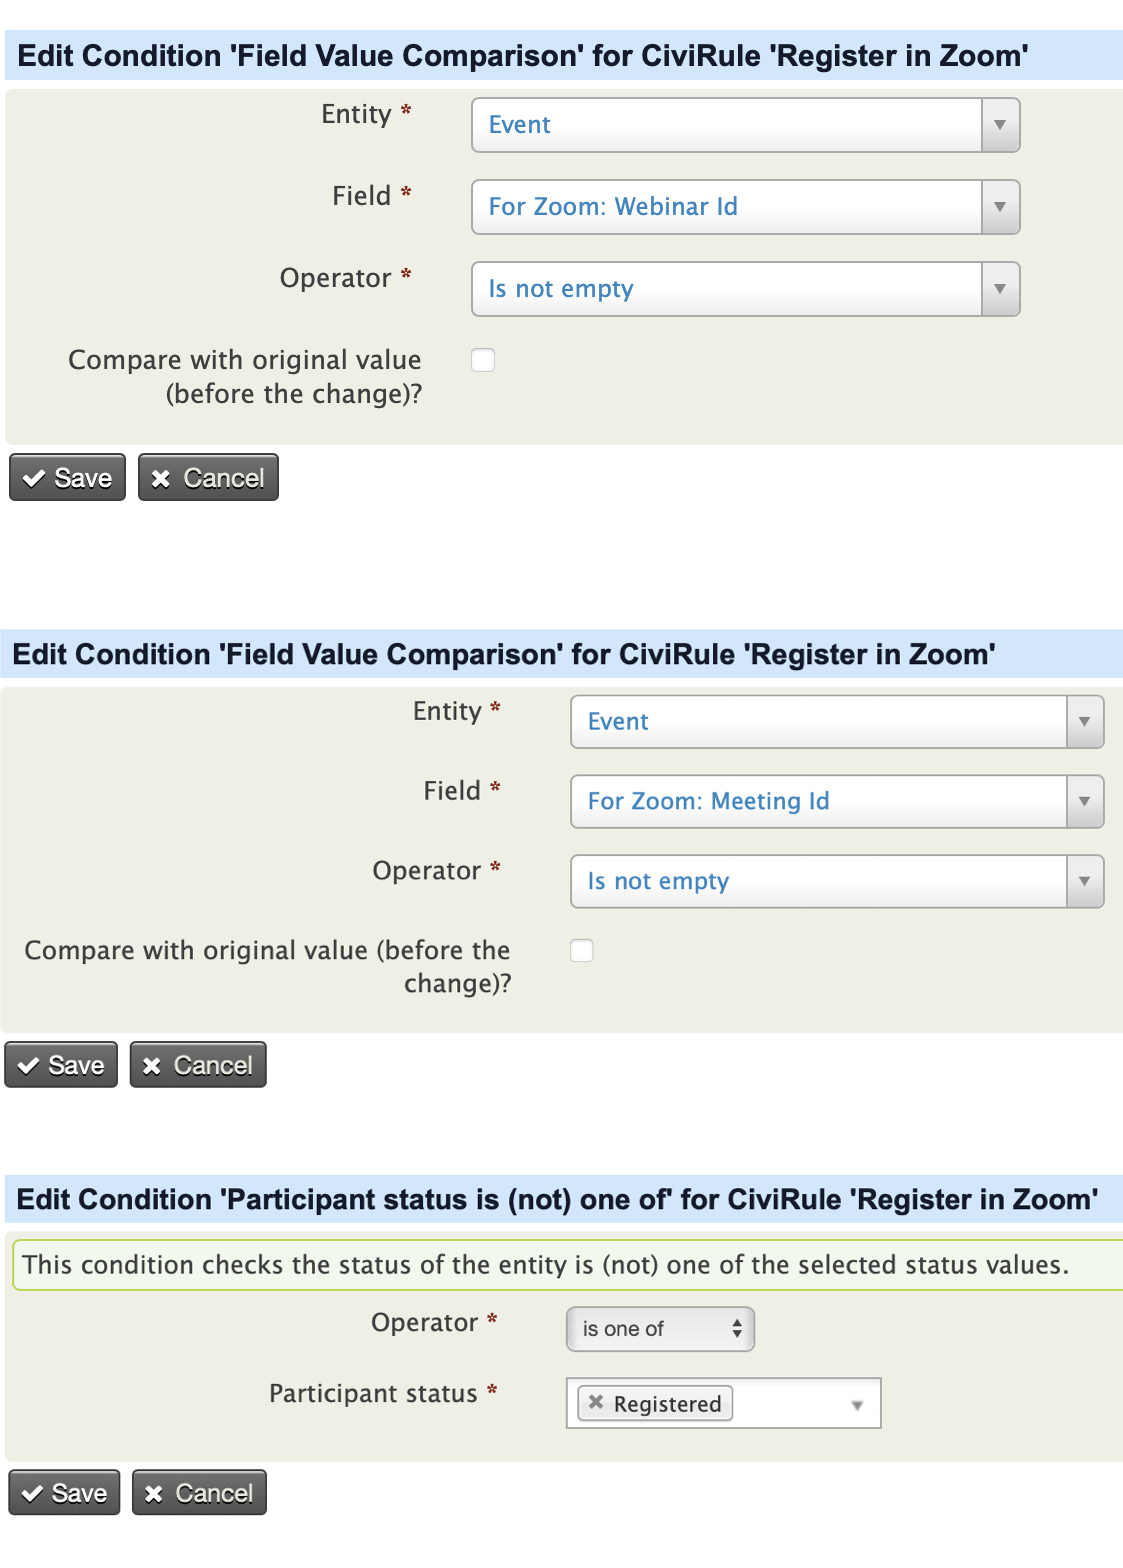 Edit Condition 'Field Value Comparison' for CiviRule 'Register in Zoom'
Entity *
Event
Field *
For Zoom: Webinar Id
Operator *
Is not empty
Compare with original value
(before the change)?
Save
Cancel
Edit Condition 'Field Value Comparison' for CiviRule 'Register in Zoom'
Entity *
Event
Field *
For Zoom: Meeting Id
Operator *
Is not empty
Compare with original value (before the
change)?
Save
Cancel
Edit Condition 'Participant status is (not) one of' for CiviRule 'Register in Zoom'
This condition checks the status of the entity is (not) one of the selected status values.
Operator *
is one of
Participant status *
Registered
Save
Cancel